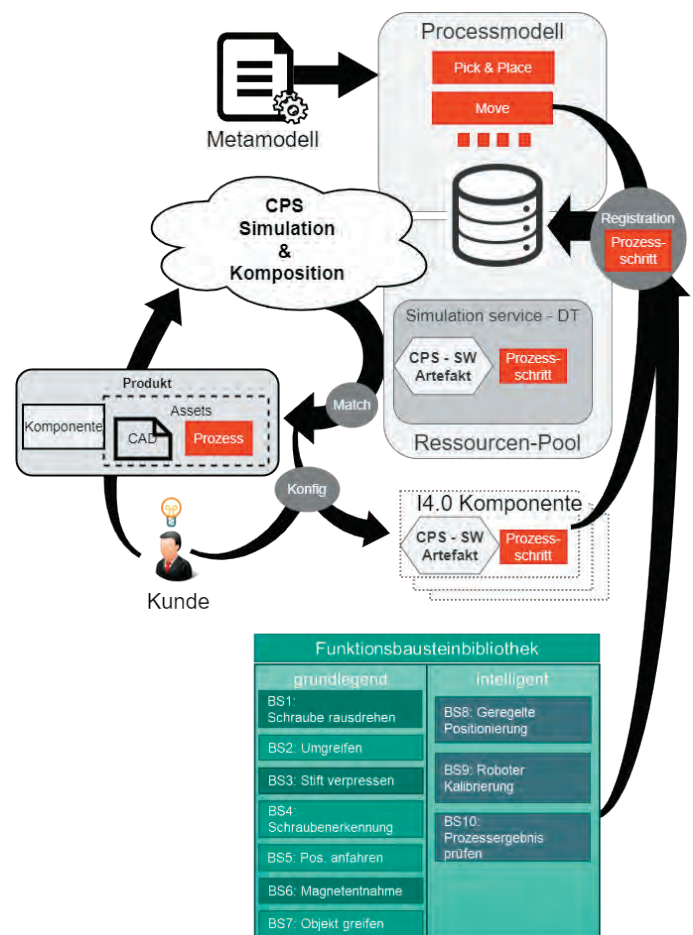 Processmodell
Pick & Place
Move
Metamodell
CPS
Simulation
&
Komposition
Registration
Prozess-
schritt
Simulation service - DT
CPS - SW
Artefakt
Prozess-
schritt
Ressourcen-Pool
Match
Produkt
Komponente
Assets
CAD
Prozess
Konfig
Kunde
I4.0 Komponente
CPS - SW
Artefakt
Prozess-
schritt
Funktionsbausteinbibliothek
grundlegend
BS1:
Schraube rausdrehen
BS2: Umgreifen
BS3: Stift verpressen
BS4:
Schraubenerkennung
BS5: Pos. anfahren
BS6: Magnetentnahme
BS7: Objekt greifen
intelligent
BS8: Geregelte
Positionierung
BS9: Roboter
Kalibrierung
BS10:
Prozessergebnis
prüfen